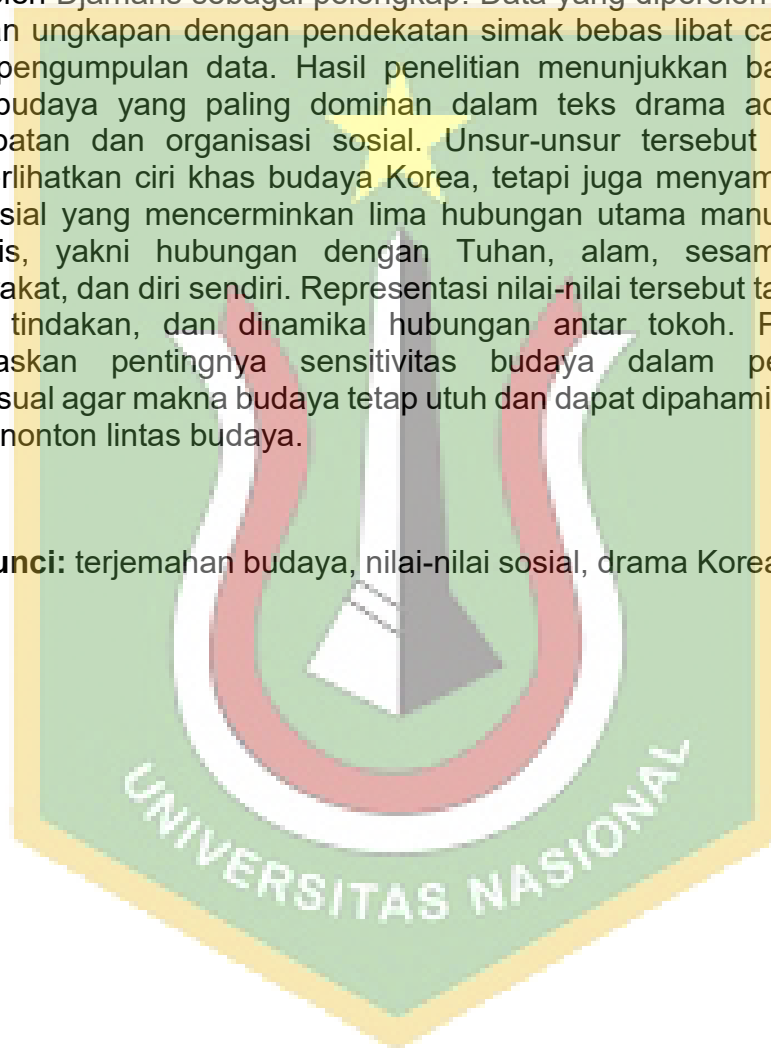 oleh Djamaris sebagai pelengkap. Data yang diperoleh
an ungkapan dengan pendekatan simak bebas libat ca
pengumpulan data. Hasil penelitian menunjukkan ba
budaya yang paling dominan dalam teks drama ad
patan dan organisasi sosial. Unsur-unsur tersebut
erlihatkan ciri khas budaya Korea, tetapi juga menyam
sial yang mencerminkan lima hubungan utama manu
is, yakni hubungan dengan Tuhan, alam, sesam
akat, dan diri sendiri. Representasi nilai-nilai tersebut ta
tindakan, dan dinamika hubungan antar tokoh. P
askan pentingnya sensitivitas budaya dalam pe
sual agar makna budaya tetap utuh dan dapat dipahami
nonton lintas budaya.
unci: terjemahan budaya, nilai-nilai sosial, drama Korea
UNIVERSITAS NASIONAL